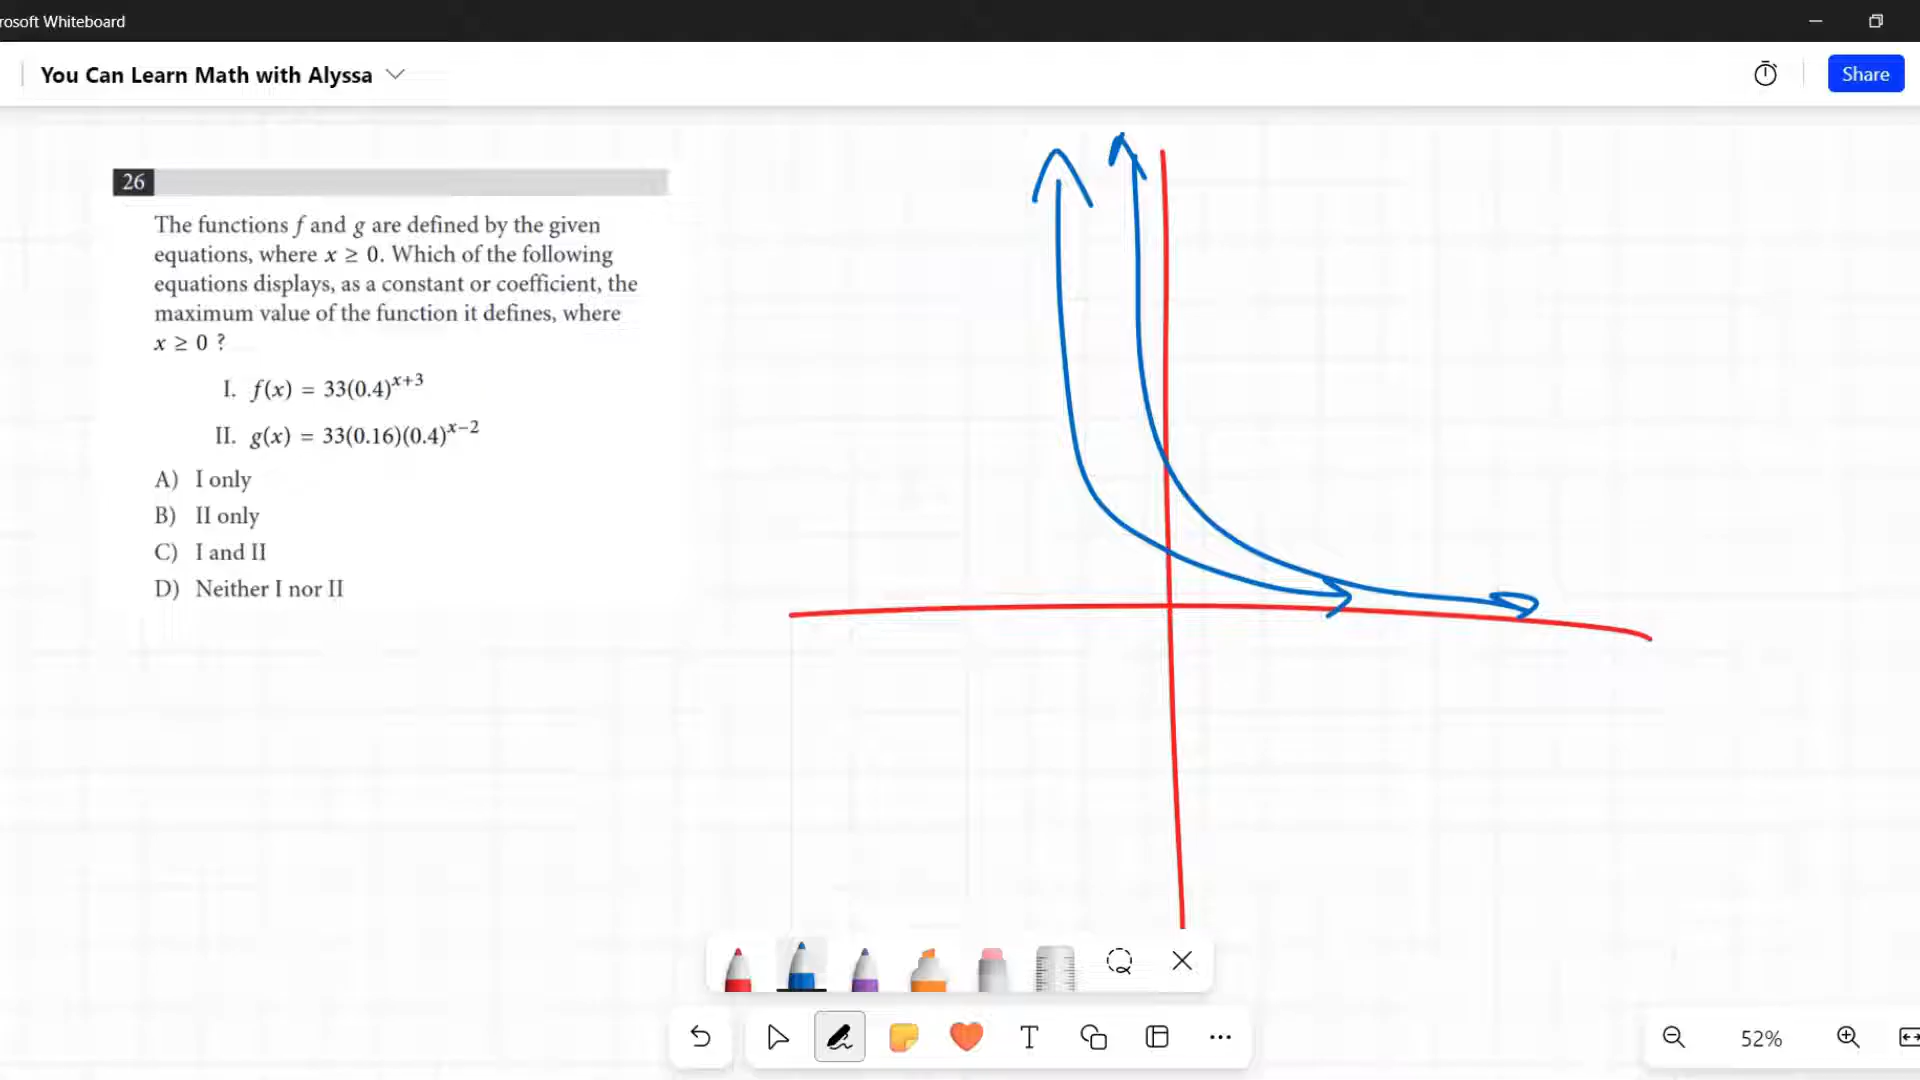 rosoft Whiteboard
You Can Learn Math with Alyssa
Share
26
The functions f and g are defined by the given
equations, where x ≥ 0. Which of the following
equations displays, as a constant or coefficient, the
maximum value of the function it defines, where
x ≥ 0 ?
I. f(x) = 33(0.4)^{x+3}
II. g(x) = 33(0.16)(0.4)^{x−2}
A) I only
B) II only
C) I and II
D) Neither I nor II
52%